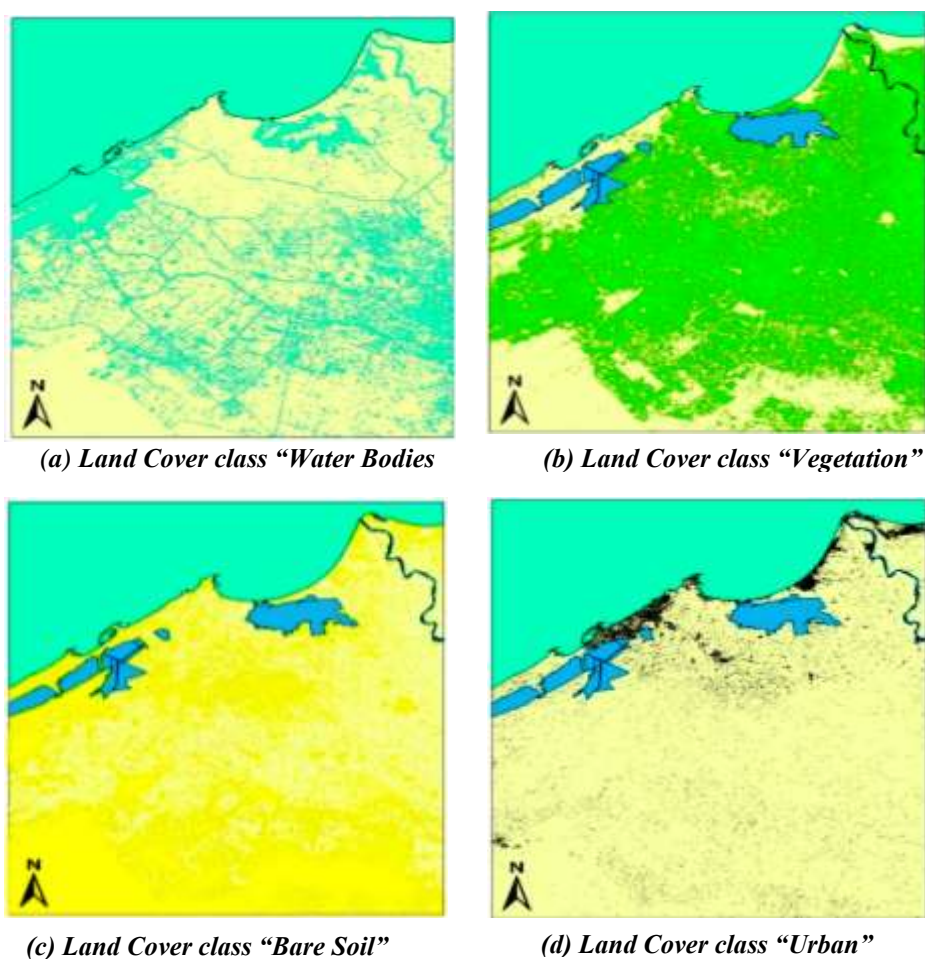 N
N
(a) Land Cover class “Water Bodies
(b) Land Cover class “Vegetation”
N
N
(c) Land Cover class “Bare Soil”
(d) Land Cover class “Urban”